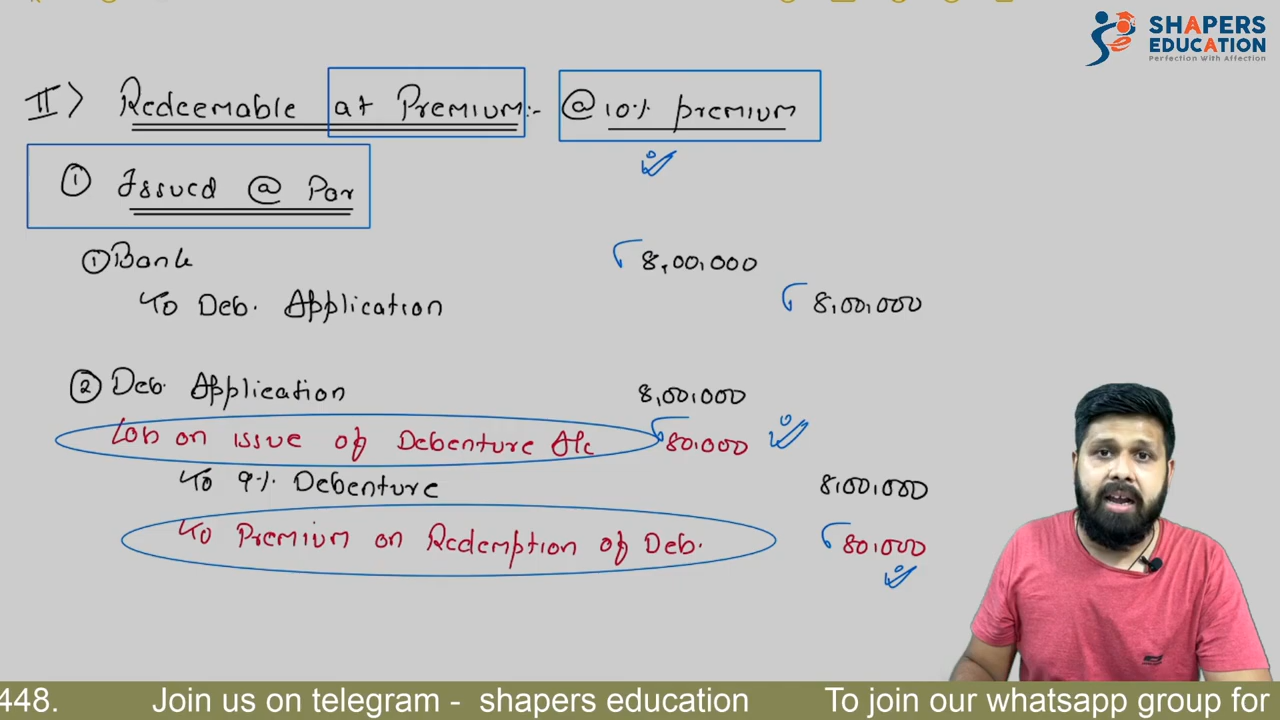 SHAPERS
EDUCATION
Perfection With Affection
II> Redeemable at Premium:- @ 10% premium
① Issued @ Par
① Bank 8,00,000
To Deb. Application 8,00,000
② Deb. Application 8,00,000
Loss on issue of Debenture A/c 80,000
To 9% Debenture 8,00,000
To Premium on Redemption of Deb. 80,000
448. Join us on telegram - shapers education To join our whatsapp group for